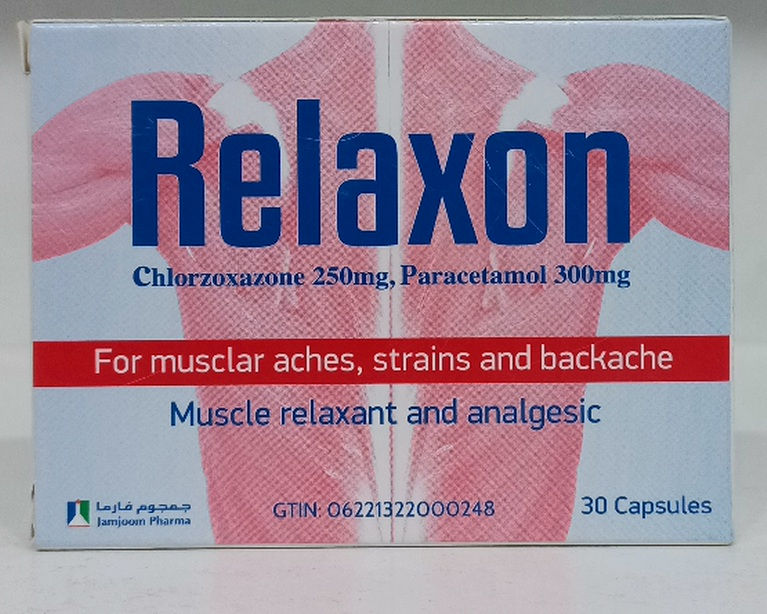 Relaxon
Chlorzoxazone 250mg, Paracetamol 300mg
For musclar aches, strains and backache
Muscle relaxant and analgesic
جمجوم فارما
Jamjoom Pharma
GTIN: 06221322000248
30 Capsules